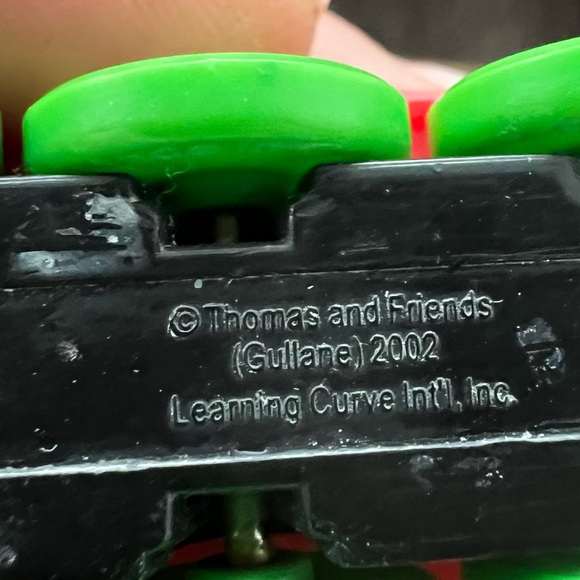 © Thomas and Friends
(Gullane) 2002
Learning Curve Int'l, Inc.